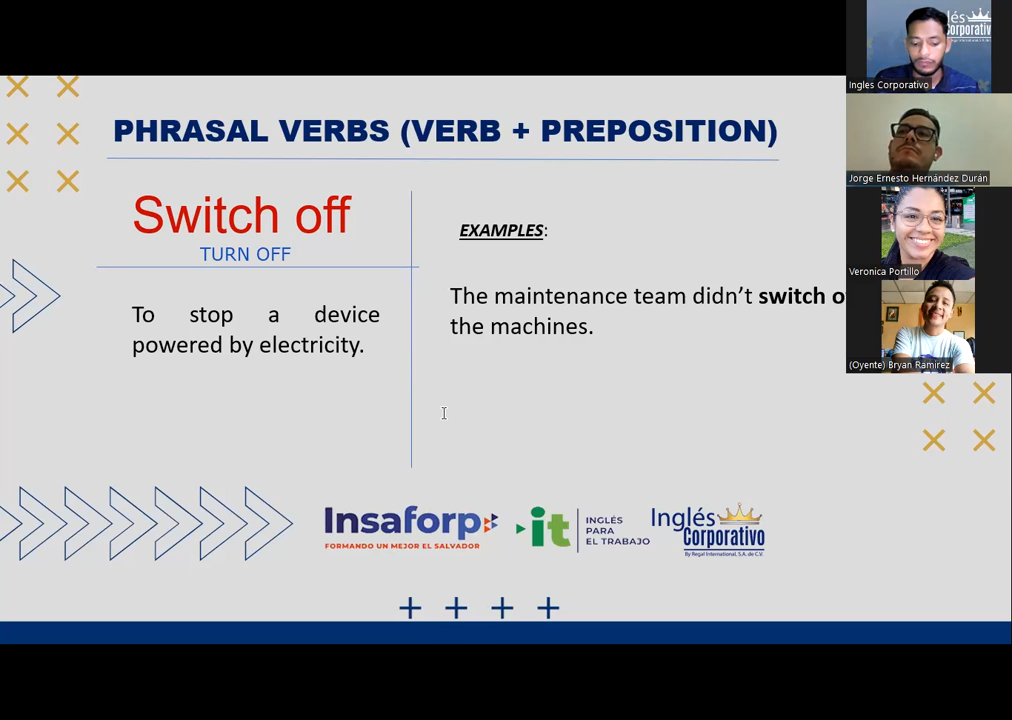 PHRASAL VERBS (VERB + PREPOSITION)
Switch off
TURN OFF
To stop a device
powered by electricity.
EXAMPLES:
The maintenance team didn’t switch
the machines.
Insaforp
FORMANDO UN MEJOR EL SALVADOR
it
INGLÉS
PARA
EL TRABAJO
Inglés
Corporativo
By Regal International, S.A. de C.V.
Ingles Corporativo
Jorge Ernesto Hernández Durán
Veronica Portillo
(Oyente) Bryan Ramirez